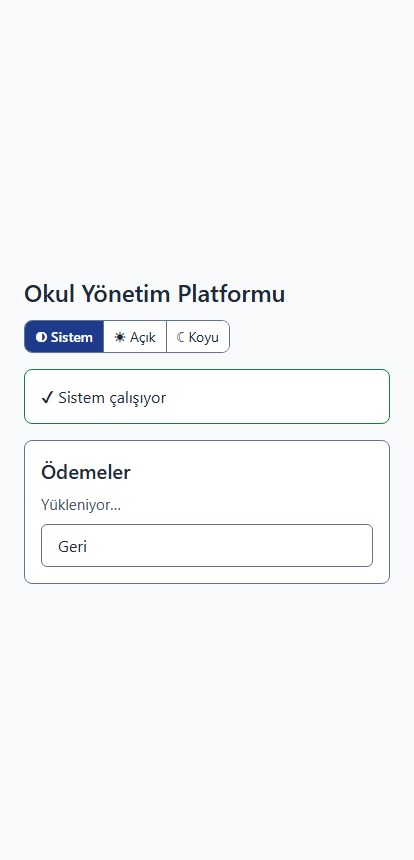 Okul Yönetim Platformu
Sistem Açık Koyu
✓ Sistem çalışıyor
Ödemeler
Yükleniyor...
Geri